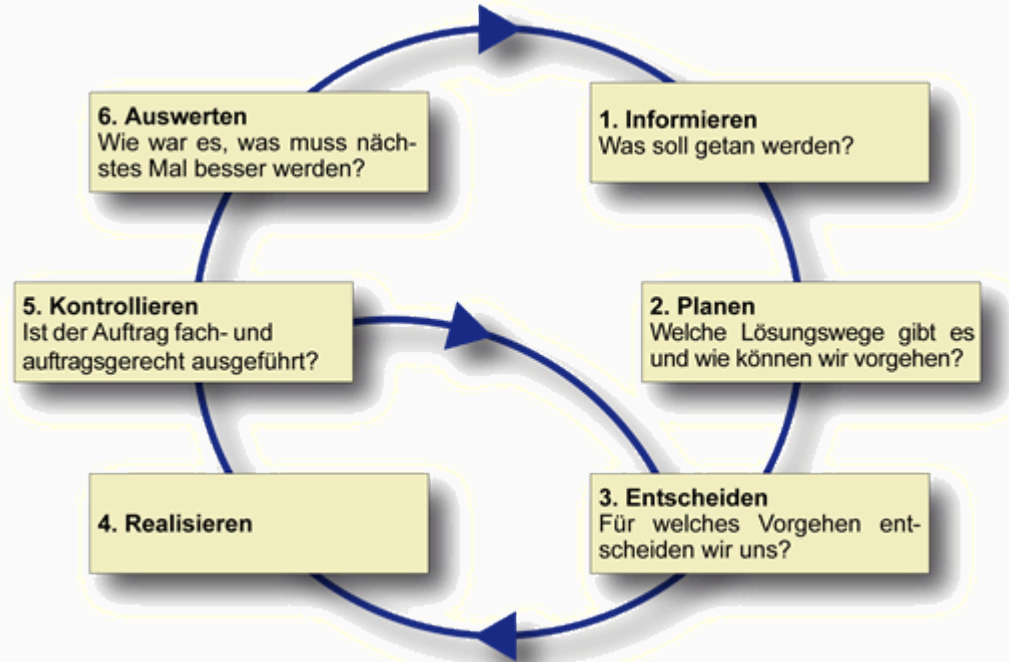 6. Auswerten
Wie war es, was muss näch-
stes Mal besser werden?
1. Informieren
Was soll getan werden?
5. Kontrollieren
Ist der Auftrag fach- und
auftragsgerecht ausgeführt?
2. Planen
Welche Lösungswege gibt es
und wie können wir vorgehen?
4. Realisieren
3. Entscheiden
Für welches Vorgehen ent-
scheiden wir uns?